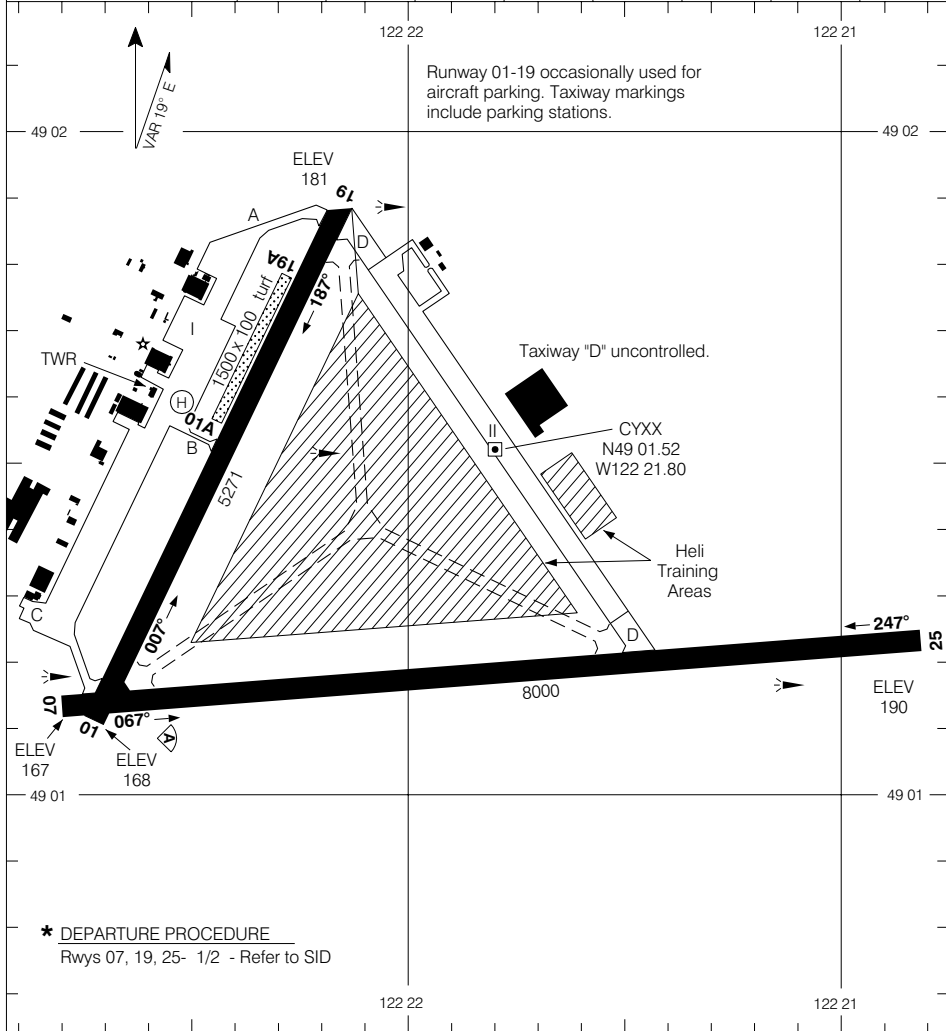 122 22
122 21
VAR 19° E
Runway 01-19 occasionally used for
aircraft parking. Taxiway markings
include parking stations.
49 02
49 02
ELEV
181
19
A
D
19A
187°
1500 x 100 turf
I
TWR
H
01A
B
5271
Taxiway "D" uncontrolled.
II
CYXX
N49 01.52
W122 21.80
Heli
Training
Areas
C
007°
D
247°
25
07
01
067°
A
8000
ELEV
190
ELEV
167
ELEV
168
49 01
49 01
* DEPARTURE PROCEDURE
Rwys 07, 19, 25- 1/2 - Refer to SID
122 22
122 21